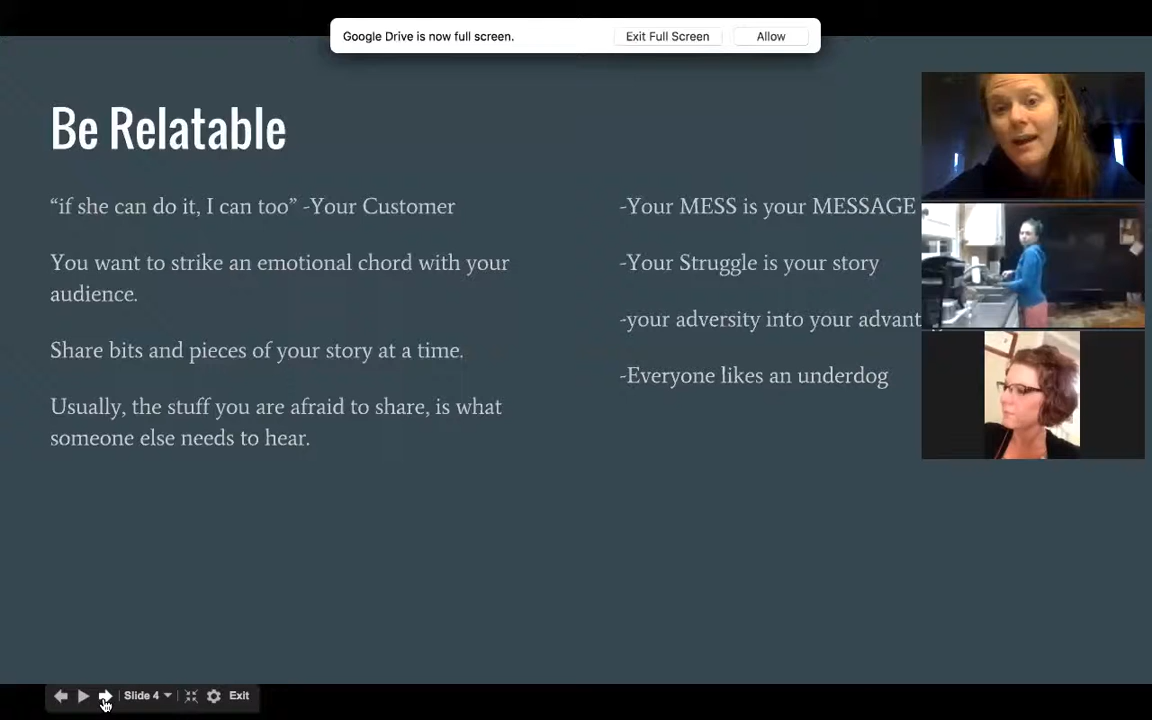 Google Drive is now full screen.
Exit Full Screen
Allow
Be Relatable
“if she can do it, I can too” -Your Customer
You want to strike an emotional chord with your
audience.
Share bits and pieces of your story at a time.
Usually, the stuff you are afraid to share, is what
someone else needs to hear.
-Your MESS is your MESSAGE
-Your Struggle is your story
-your adversity into your
-Everyone likes an underdog
Slide 4
Exit